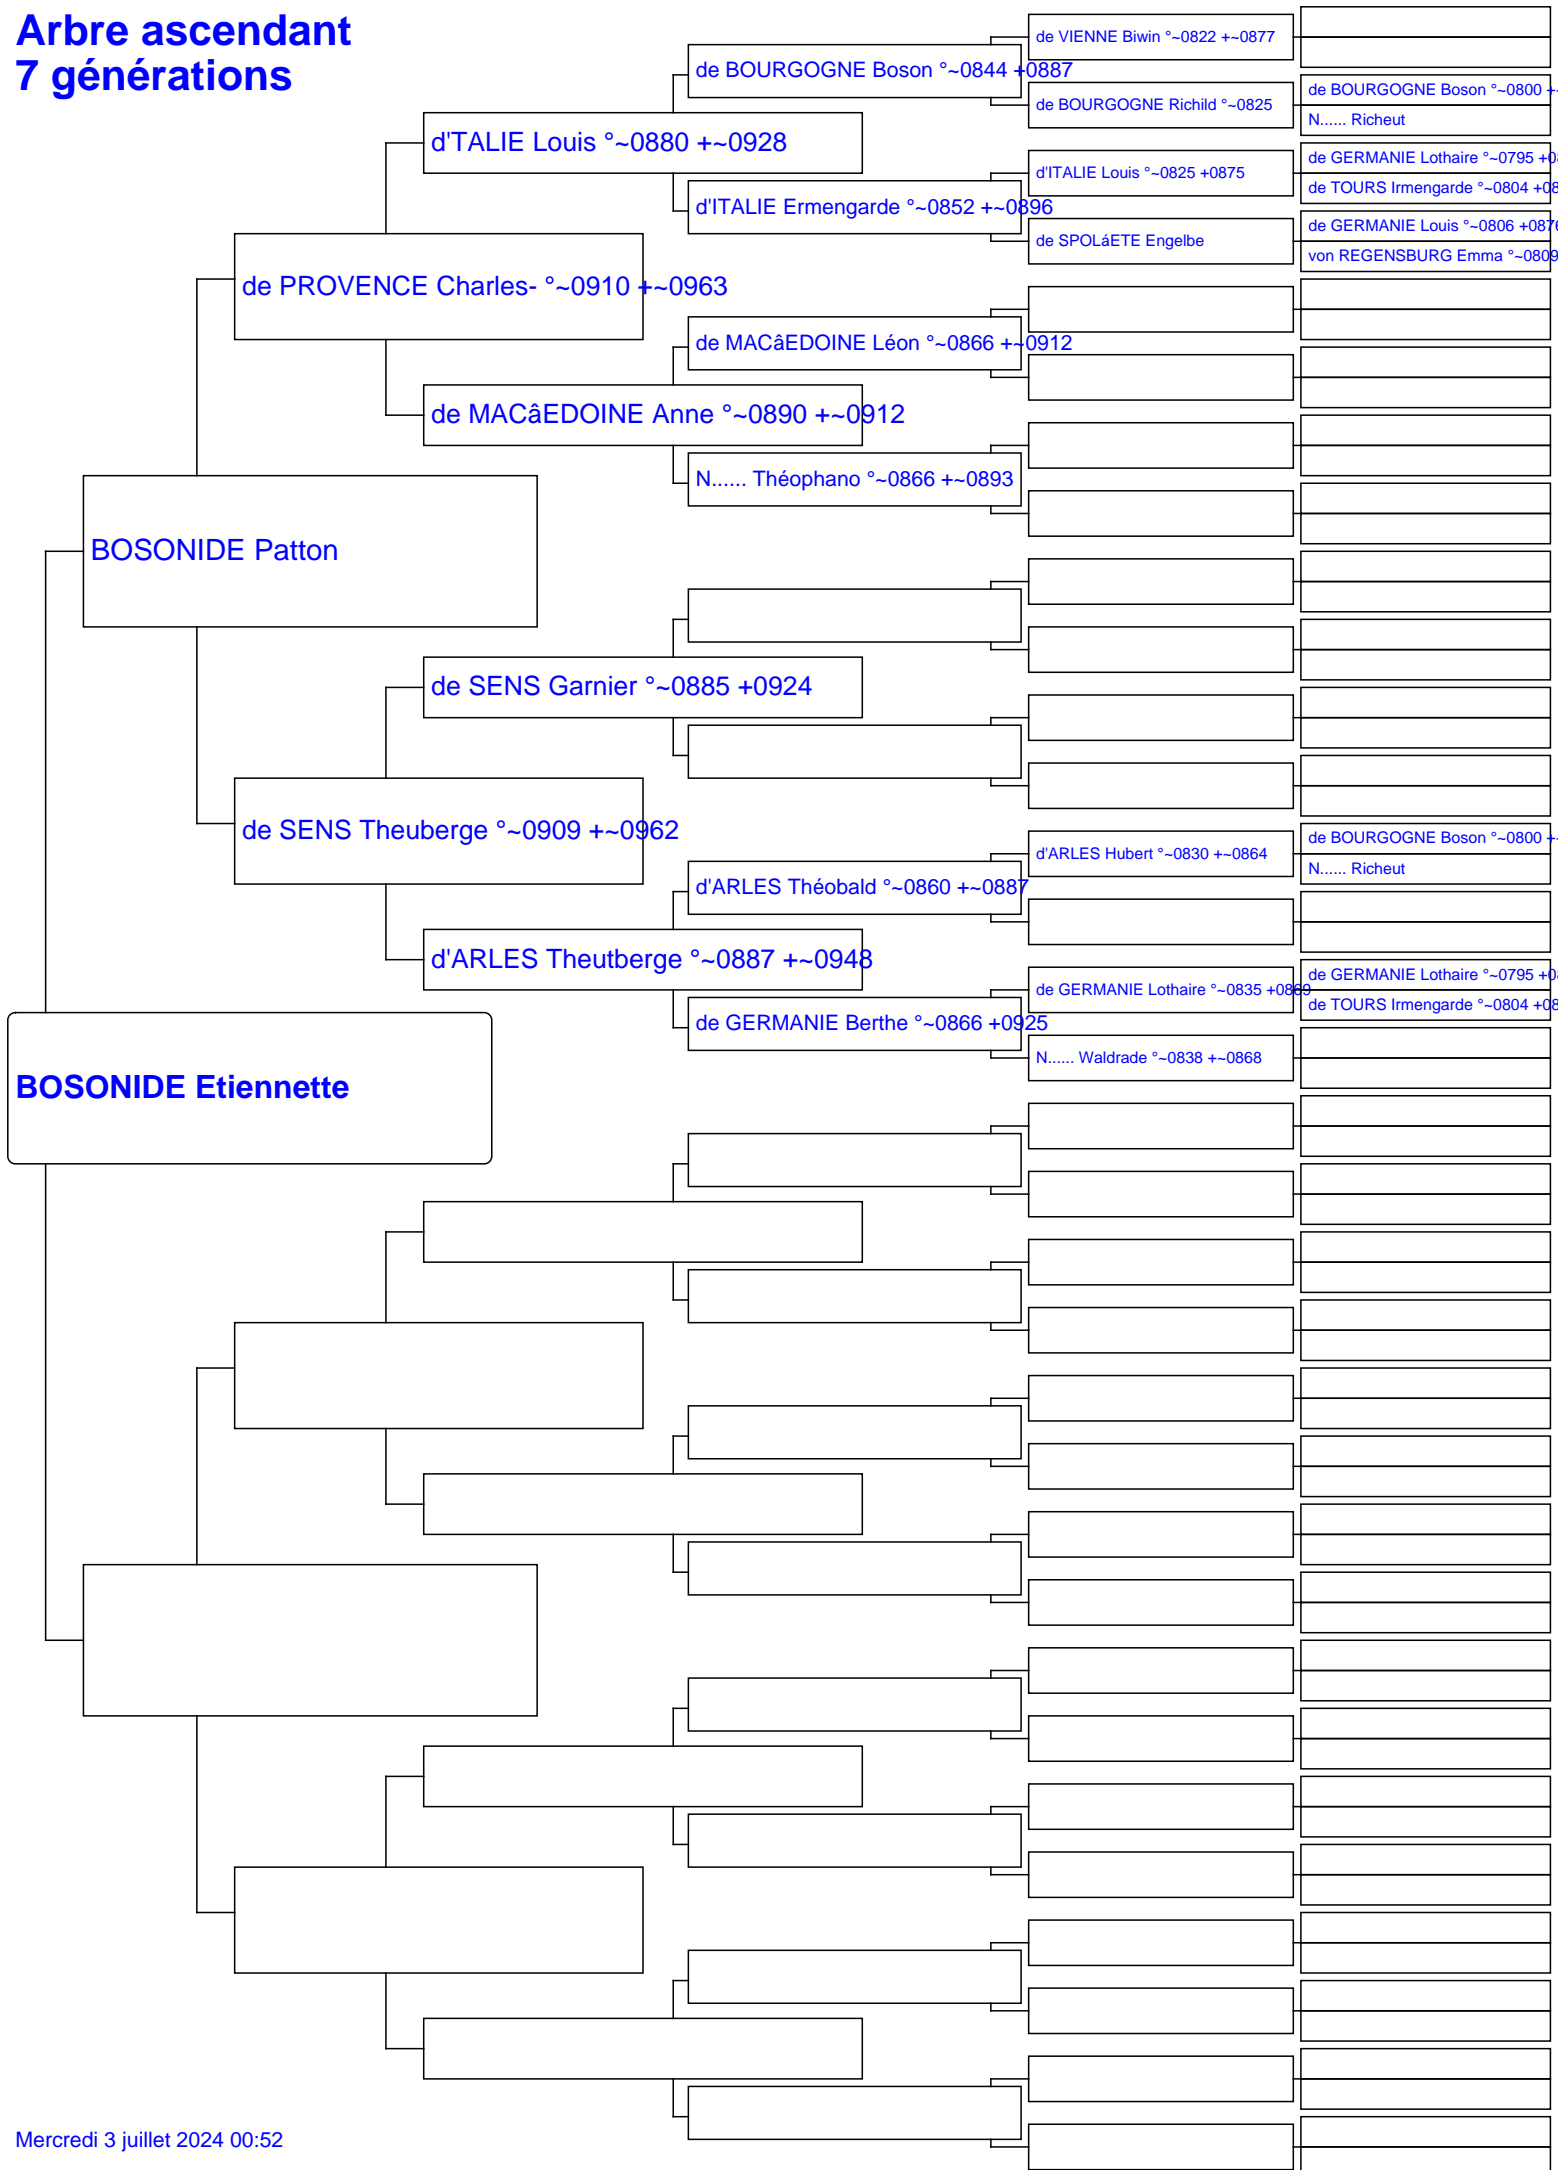 Arbre ascendant
7 générations
de VIENNE Biwin °~0822 +~0877
de BOURGOGNE Boson °~0844 +0887
de BOURGOGNE Richild °~0825
de BOURGOGNE Boson °~0800 +~
N...... Richeut
d'TALIE Louis °~0880 +~0928
d'ITALIE Louis °~0825 +0875
de GERMANIE Lothaire °~0795 +08
de TOURS Irmengarde °~0804 +08
d'ITALIE Ermengarde °~0852 +~0896
de SPOLáETE Engelbe
de GERMANIE Louis °~0806 +0876
von REGENSBURG Emma °~0809
de PROVENCE Charles- °~0910 +~0963
de MACâEDOINE Léon °~0866 +~0912
de MACâEDOINE Anne °~0890 +~0912
N...... Théophano °~0866 +~0893
BOSONIDE Patton
de SENS Garnier °~0885 +0924
de SENS Theuberge °~0909 +~0962
d'ARLES Hubert °~0830 +~0864
de BOURGOGNE Boson °~0800 +~
N...... Richeut
d'ARLES Théobald °~0860 +~0887
d'ARLES Theutberge °~0887 +~0948
de GERMANIE Lothaire °~0835 +0869
de GERMANIE Lothaire °~0795 +08
de TOURS Irmengarde °~0804 +08
de GERMANIE Berthe °~0866 +0925
N...... Waldrade °~0838 +~0868
BOSONIDE Etiennette
Mercredi 3 juillet 2024 00:52